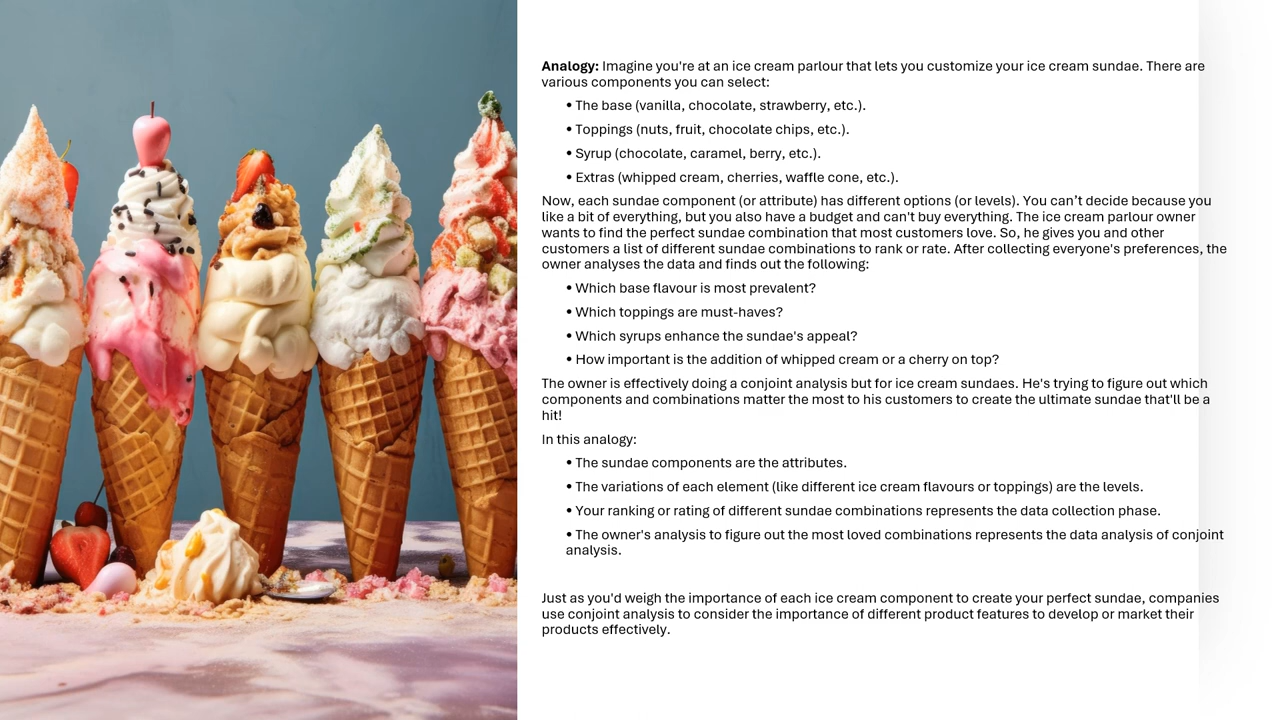 Analogy: Imagine you're at an ice cream parlour that lets you customize your ice cream sundae. There are
various components you can select:
• The base (vanilla, chocolate, strawberry, etc.).
• Toppings (nuts, fruit, chocolate chips, etc.).
• Syrup (chocolate, caramel, berry, etc.).
• Extras (whipped cream, cherries, waffle cone, etc.).
Now, each sundae component (or attribute) has different options (or levels). You can’t decide because you
like a bit of everything, but you also have a budget and can't buy everything. The ice cream parlour owner
wants to find the perfect sundae combination that most customers love. So, he gives you and other
customers a list of different sundae combinations to rank or rate. After collecting everyone's preferences, the
owner analyses the data and finds out the following:
• Which base flavour is most prevalent?
• Which toppings are must-haves?
• Which syrups enhance the sundae's appeal?
• How important is the addition of whipped cream or a cherry on top?
The owner is effectively doing a conjoint analysis but for ice cream sundaes. He's trying to figure out which
components and combinations matter the most to his customers to create the ultimate sundae that'll be a
hit!
In this analogy:
• The sundae components are the attributes.
• The variations of each element (like different ice cream flavours or toppings) are the levels.
• Your ranking or rating of different sundae combinations represents the data collection phase.
• The owner's analysis to figure out the most loved combinations represents the data analysis of conjoint
analysis.
Just as you'd weigh the importance of each ice cream component to create your perfect sundae, companies
use conjoint analysis to consider the importance of different product features to develop or market their
products effectively.